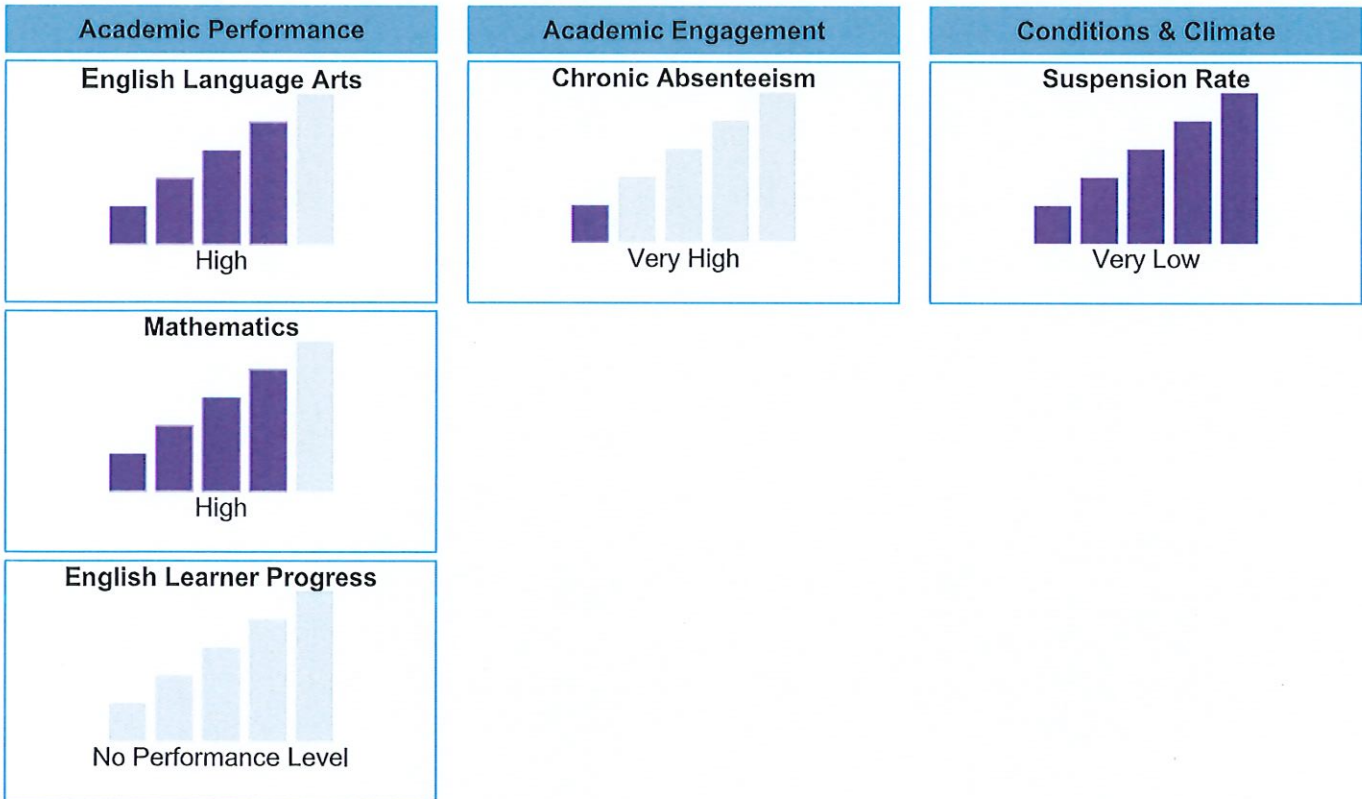 Academic Performance
English Language Arts
High
Mathematics
High
English Learner Progress
No Performance Level
Academic Engagement
Chronic Absenteeism
Very High
Conditions & Climate
Suspension Rate
Very Low